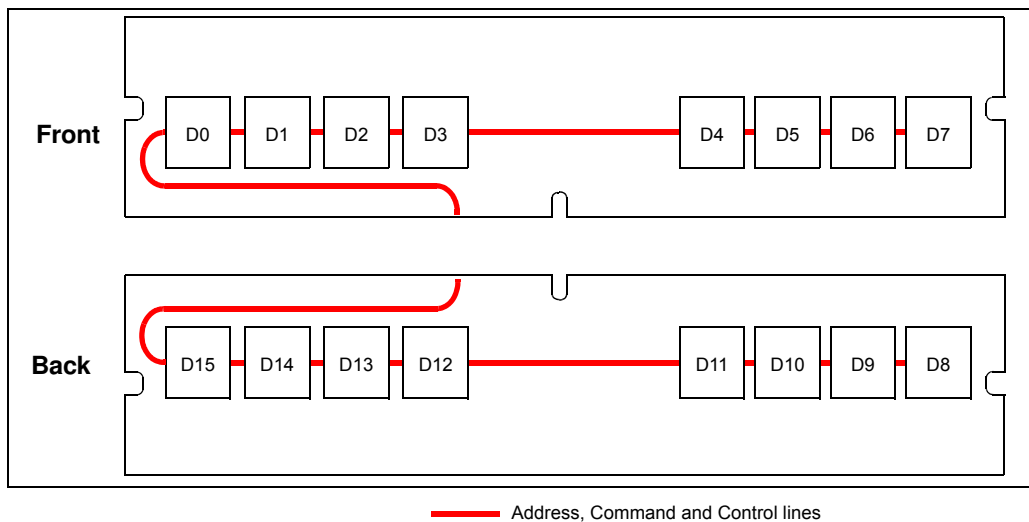 Front
D0 D1 D2 D3 D4 D5 D6 D7
Back
D15 D14 D13 D12 D11 D10 D9 D8
Address, Command and Control lines